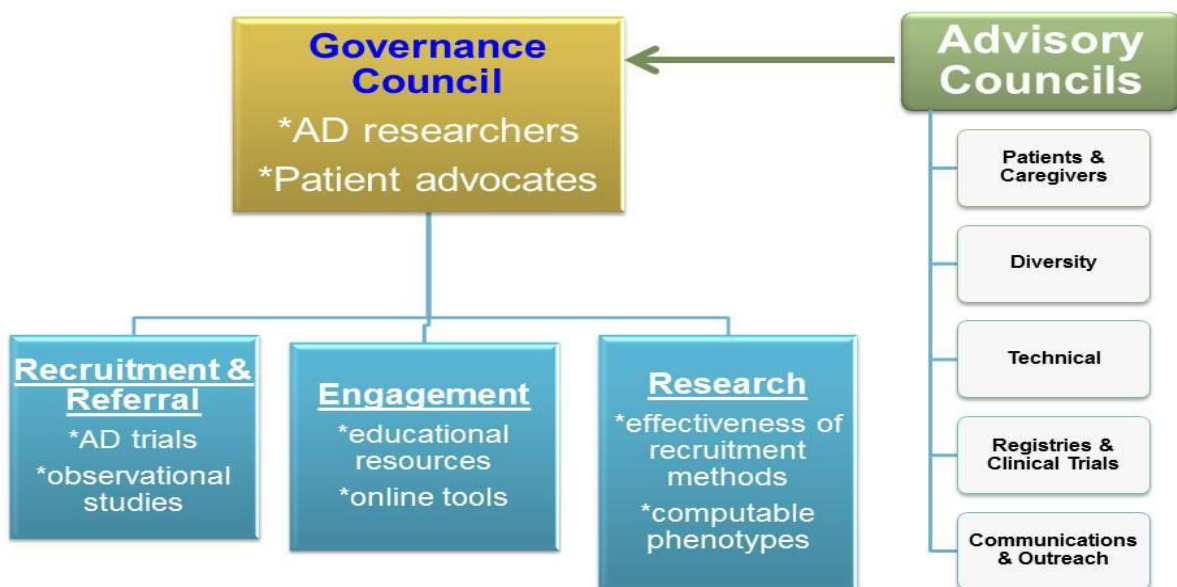 Governance
Council
*AD researchers
*Patient advocates
Advisory
Councils
Patients &
Caregivers
Diversity
Technical
Registries &
Clinical Trials
Communications
& Outreach
Recruitment &
Referral
*AD trials
*observational
studies
Engagement
*educational
resources
*online tools
Research
*effectiveness of
recruitment
methods
*computable
phenotypes